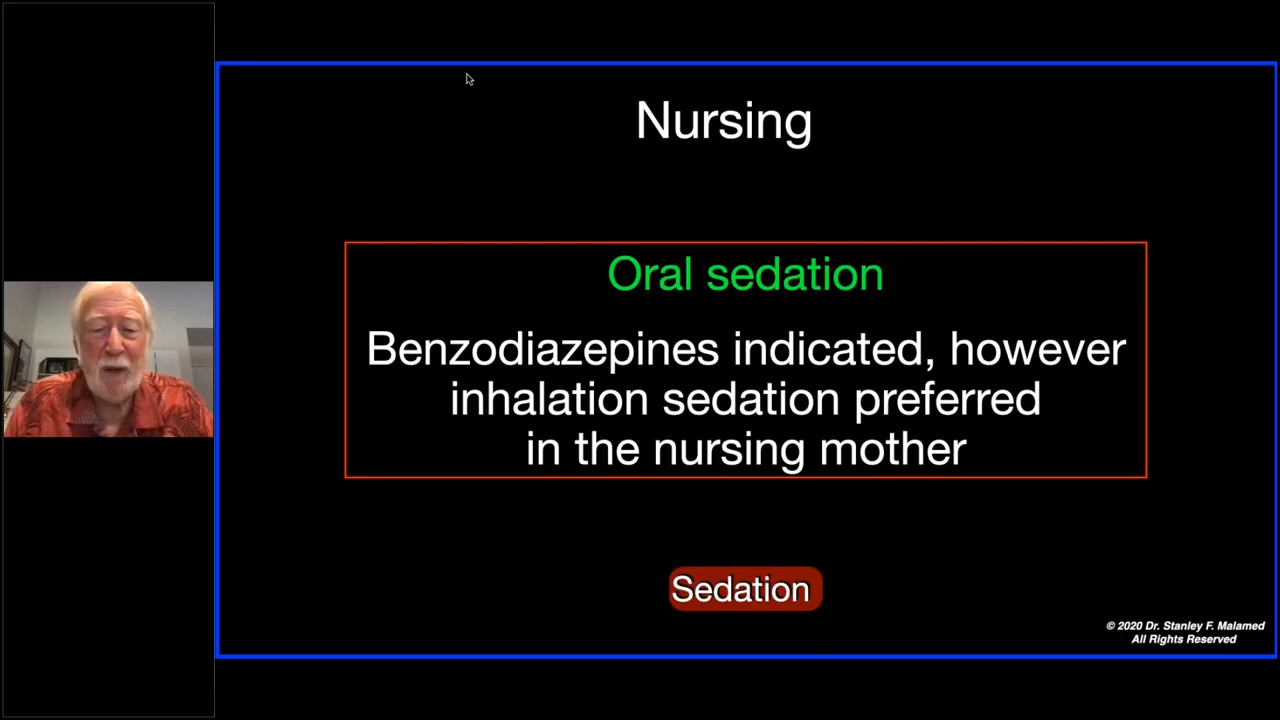 Nursing
Oral sedation
Benzodiazepines indicated, however
inhalation sedation preferred
in the nursing mother
Sedation
© 2020 Dr. Stanley F. Malamed
All Rights Reserved